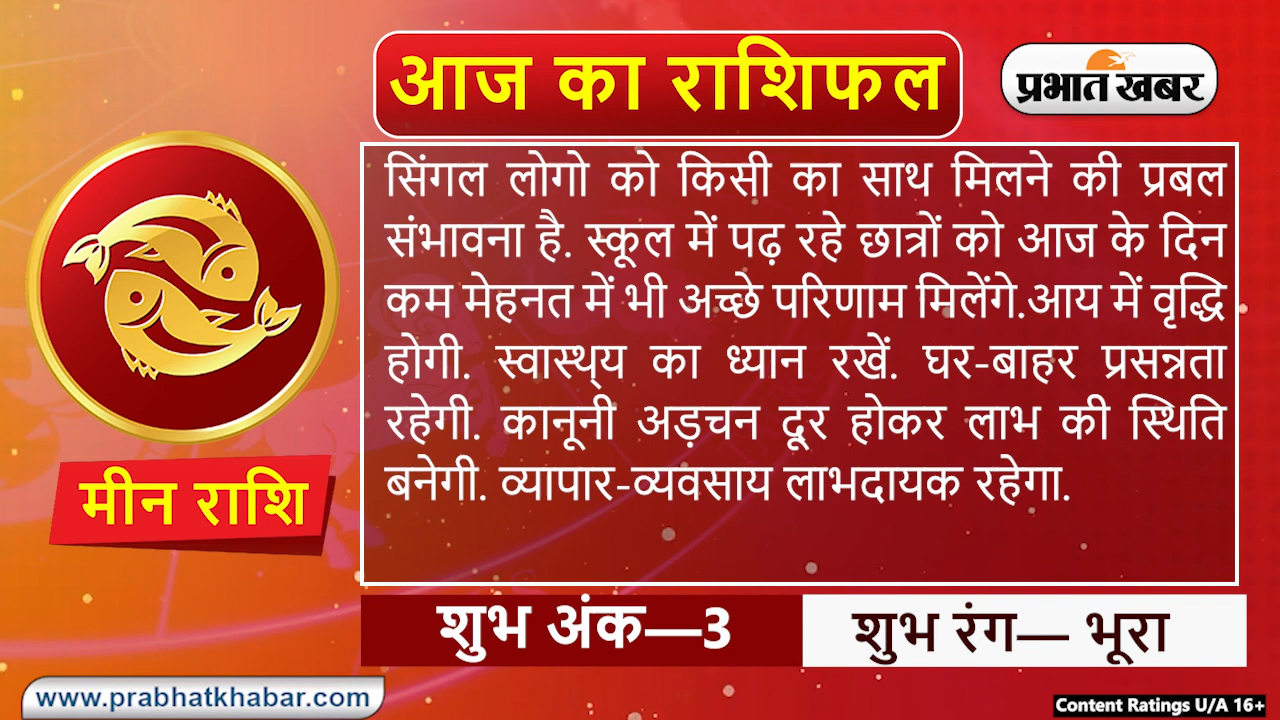 आज का राशिफल
प्रभात खबर
सिंगल लोगो को किसी का साथ मिलने की प्रबल
संभावना है. स्कूल में पढ़ रहे छात्रों को आज के दिन
कम मेहनत में भी अच्छे परिणाम मिलेंगे.आय में वृद्धि
होगी. स्वास्थ्य का ध्यान रखें. घर-बाहर प्रसन्नता
रहेगी. कानूनी अड़चन दूर होकर लाभ की स्थिति
बनेगी. व्यापार-व्यवसाय लाभदायक रहेगा.
मीन राशि
शुभ अंक—3
शुभ रंग— भूरा
www.prabhatkhabar.com
Content Ratings U/A 16+